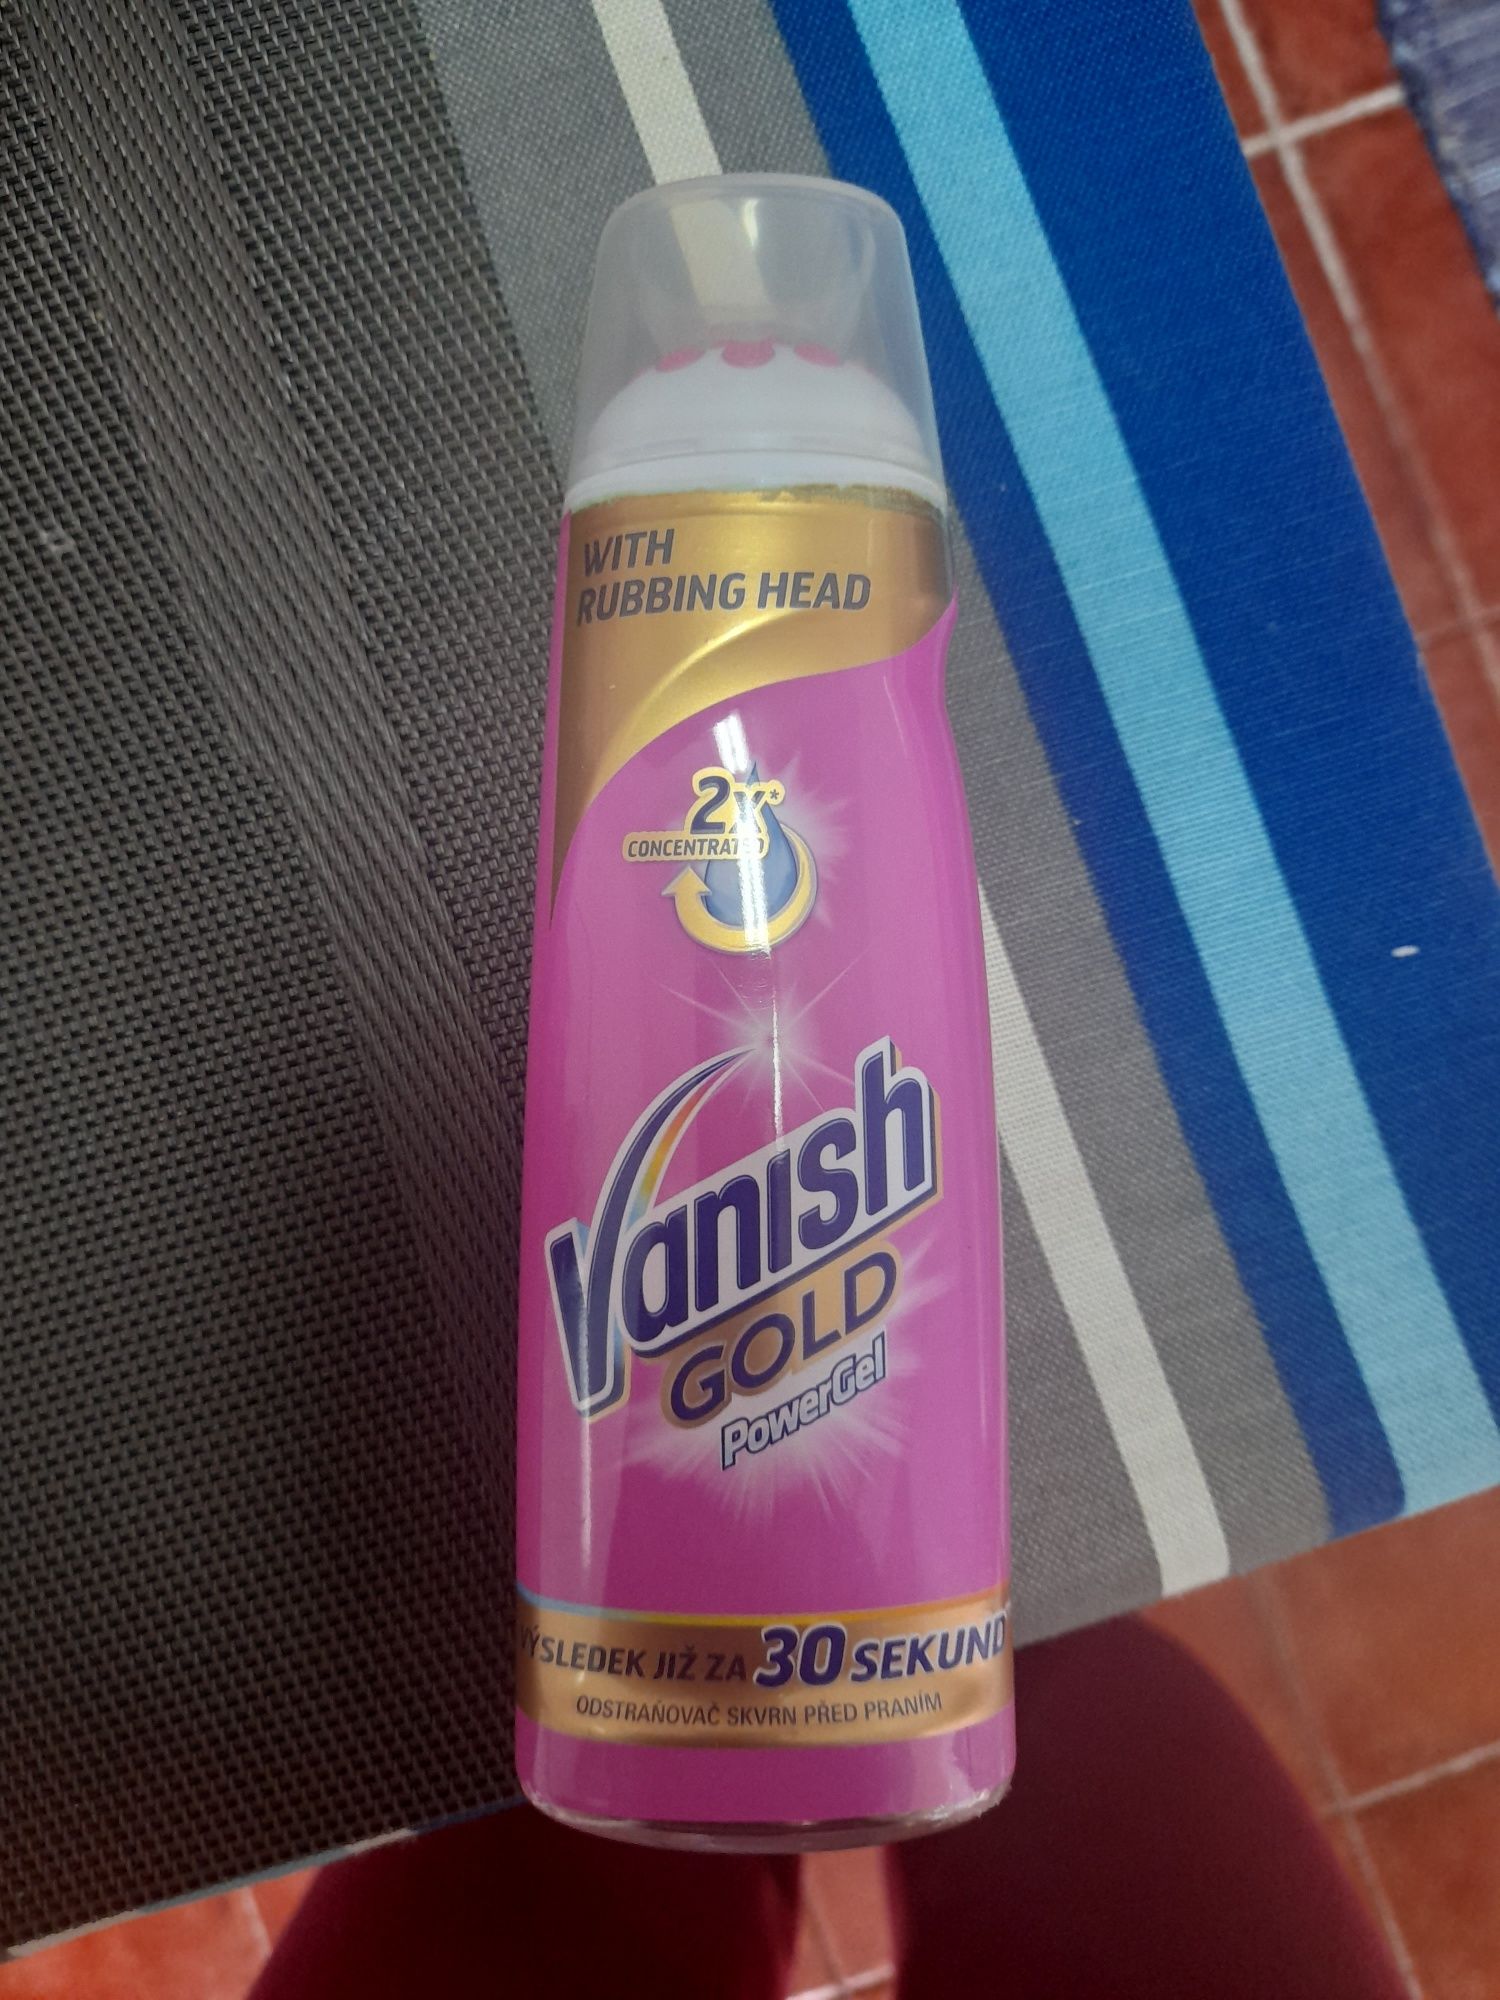 WITH
RUBBING HEAD
2x*
CONCENTRATED
Vanish
GOLD
PowerGel
VÝSLEDEK JIŽ ZA 30 SEKUND
ODSTRAŇOVAČ SKVRN PŘED PRANÍM